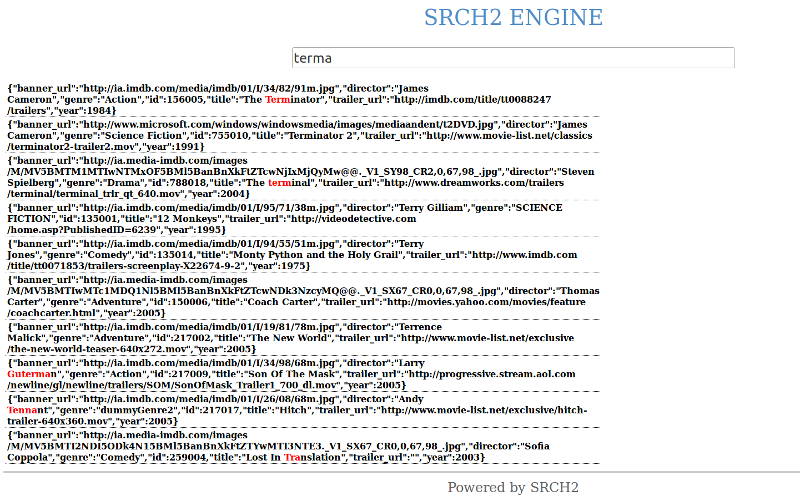 SRCH2 ENGINE
terma
{"banner_url":"http://ia.imdb.com/media/imdb/01/I/34/82/91m.jpg","director":"James
Cameron","genre":"Action","id":156005,"title":"The Terminator","trailer_url":"http://imdb.com/title/tt0088247
/trailers","year":1984}
{"banner_url":"http://www.microsoft.com/windows/windowsmedia/images/mediaandent/t2DVD.jpg","director":"James
Cameron","genre":"Science Fiction","id":755010,"title":"Terminator 2","trailer_url":"http://www.movie-list.net/classics
/terminator2-trailer2.mov","year":1991}
{"banner_url":"http://ia.media-imdb.com/images
/M/MV5BMTM1MTIwNTMxOF5BMl5BanBnXkFtZTcwNjIxMjQyMw@@._V1_SY98_CR2,0,67,98_.jpg","director":"Steven
Spielberg","genre":"Drama","id":788018,"title":"The terminal","trailer_url":"http://www.dreamworks.com/trailers
/terminal/terminal_trlr_qt_640.mov","year":2004}
{"banner_url":"http://ia.imdb.com/media/imdb/01/I/95/71/38m.jpg","director":"Terry Gilliam","genre":"SCIENCE
FICTION","id":135001,"title":"12 Monkeys","trailer_url":"http://videodetective.com
/home.asp?PublishedID=6239","year":1995}
{"banner_url":"http://ia.imdb.com/media/imdb/01/I/94/55/51m.jpg","director":"Terry
Jones","genre":"Comedy","id":135014,"title":"Monty Python and the Holy Grail","trailer_url":"http://www.imdb.com
/title/tt0071853/trailers-screenplay-X22674-9-2","year":1975}
{"banner_url":"http://ia.media-imdb.com/images
/M/MV5BMTIwMTc1MDQ1Nl5BMl5BanBnXkFtZTcwNDk3NzcyMQ@@._V1_SX67_CR0,0,67,98_.jpg","director":"Thomas
Carter","genre":"Adventure","id":150006,"title":"Coach Carter","trailer_url":"http://movies.yahoo.com/movies/feature
/coachcarter.html","year":2005}
{"banner_url":"http://ia.imdb.com/media/imdb/01/I/19/81/78m.jpg","director":"Terrence
Malick","genre":"Adventure","id":217002,"title":"The New World","trailer_url":"http://www.movie-list.net/exclusive
/the-new-world-teaser-640x272.mov","year":2005}
{"banner_url":"http://ia.imdb.com/media/imdb/01/I/34/98/68m.jpg","director":"Larry
Guterman","genre":"Action","id":217009,"title":"Son Of The Mask","trailer_url":"http://progressive.stream.aol.com
/newline/gl/newline/trailers/SOM/SonOfMask_Trailer1_700_dl.mov","year":2005}
{"banner_url":"http://ia.imdb.com/media/imdb/01/I/26/08/68m.jpg","director":"Andy
Tennant","genre":"dummyGenre2","id":217017,"title":"Hitch","trailer_url":"http://www.movie-list.net/exclusive/hitch-
trailer-640x360.mov","year":2005}
{"banner_url":"http://ia.media-imdb.com/images
/M/MV5BMTI2NDI5ODk4N15BMl5BanBnXkFtZTYwMTI3NTE3._V1_SX67_CR0,0,67,98_.jpg","director":"Sofia
Coppola","genre":"Comedy","id":259004,"title":"Lost In Translation","trailer_url":"","year":2003}
Powered by SRCH2